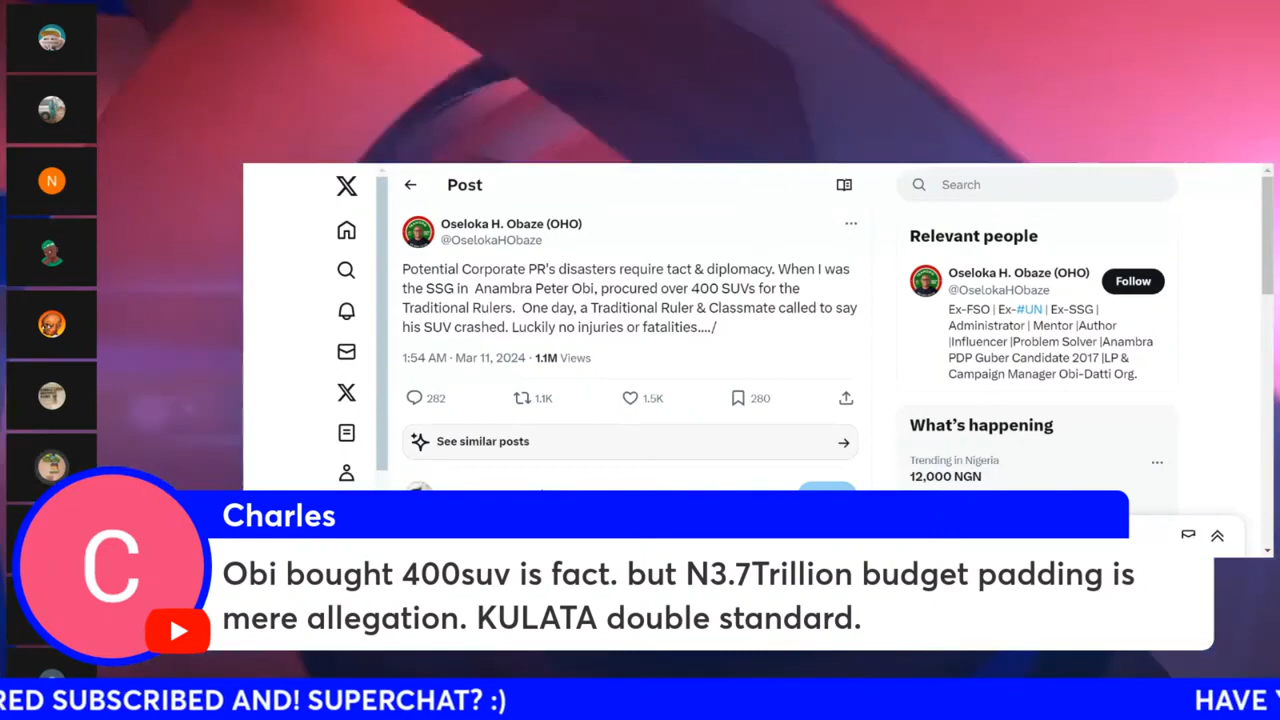 N
Post
Search
Oseloka H. Obaze (OHO)
@OselokaHObaze
Potential Corporate PR's disasters require tact & diplomacy. When I was
the SSG in Anambra Peter Obi, procured over 400 SUVs for the
Traditional Rulers. One day, a Traditional Ruler & Classmate called to say
his SUV crashed. Luckily no injuries or fatalities..../
1:54 AM · Mar 11, 2024 · 1.1M Views
282 1.1K 1.5K 280
See similar posts
Relevant people
Oseloka H. Obaze (OHO)
@OselokaHObaze
Follow
Ex-FSO | Ex-#UN | Ex-SSG |
Administrator | Mentor |Author
|Influencer |Problem Solver |Anambra
PDP Guber Candidate 2017 |LP &
Campaign Manager Obi-Datti Org.
What's happening
Trending in Nigeria
12,000 NGN
C
Charles
Obi bought 400suv is fact. but N3.7Trillion budget padding is
mere allegation. KULATA double standard.
RED SUBSCRIBED AND! SUPERCHAT? :) HAVE